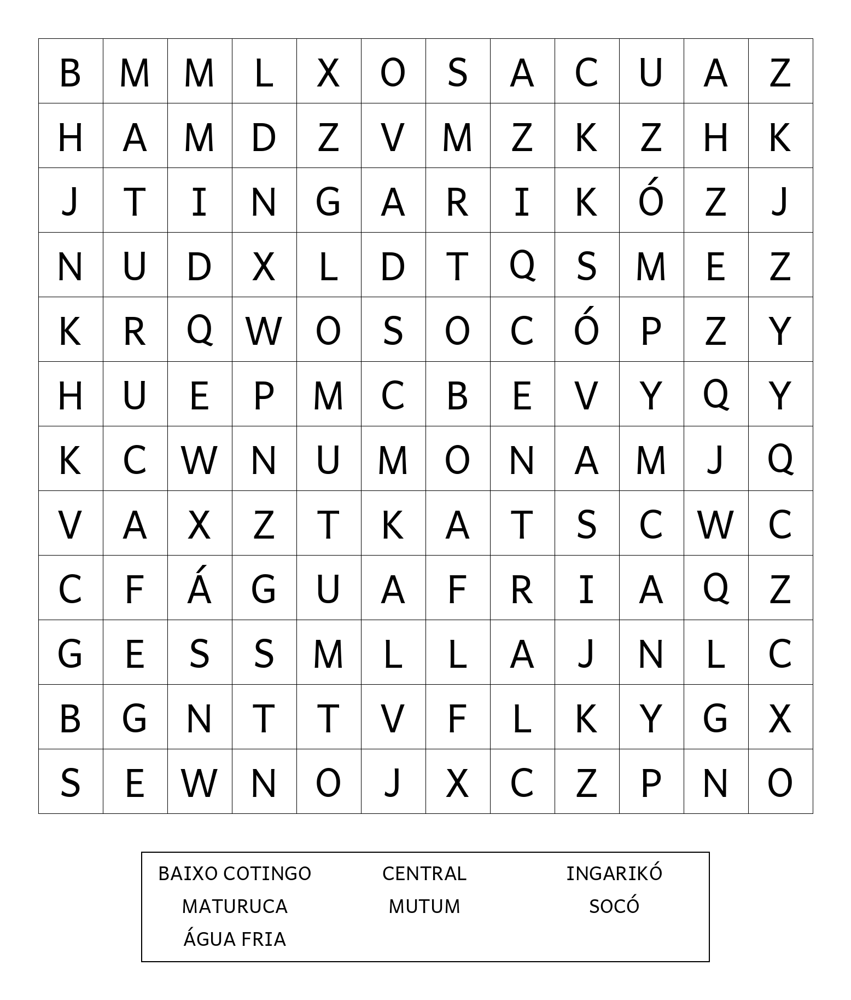 B M M L X O S A C U A Z
H A M D Z V M Z K Z H K
J T I N G A R I K Ó Z J
N U D X L D T Q S M E Z
K R Q W O S O C Ó P Z Y
H U E P M C B E V Y Q Y
K C W N U M O N A M J Q
V A X Z T K A T S C W C
C F Á G U A F R I A Q Z
G E S S M L L A J N L C
B G N T T V F L K Y G X
S E W N O J X C Z P N O
BAIXO COTINGO CENTRAL INGARIKÓ
MATURUCA MUTUM SOCÓ
ÁGUA FRIA